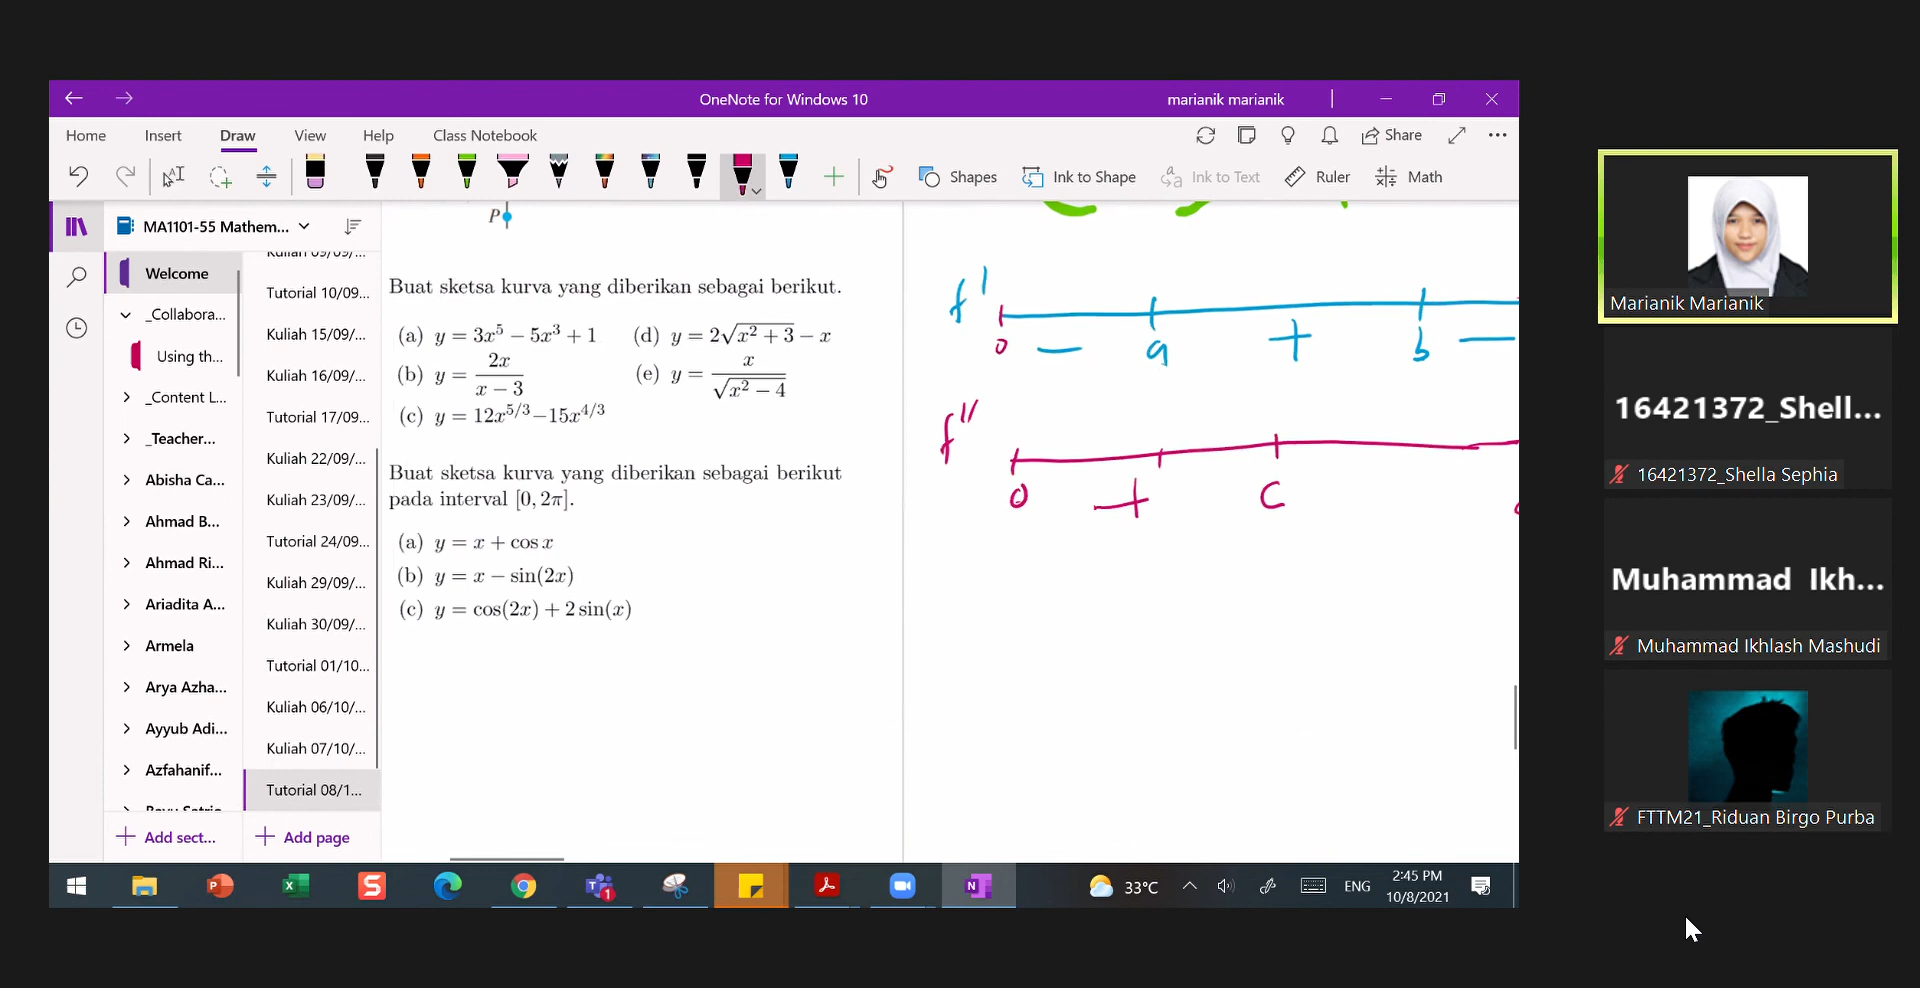 OneNote for Windows 10
marianik marianik
Home Insert Draw View Help Class Notebook
Share
Shapes Ink to Shape Ink to Text Ruler Math
MA1101-55 Mathem...
Welcome
_Collabora...
Using th...
_Content L...
_Teacher...
Abisha Ca...
Ahmad B...
Ahmad Ri...
Ariadita A...
Armela
Arya Azha...
Ayyub Adi...
Azfahanif...
Add sect...
Kuliah 09/09/...
Tutorial 10/09...
Kuliah 15/09/...
Kuliah 16/09/...
Tutorial 17/09...
Kuliah 22/09/...
Kuliah 23/09/...
Tutorial 24/09...
Kuliah 29/09/...
Kuliah 30/09/...
Tutorial 01/10...
Kuliah 06/10/...
Kuliah 07/10/...
Tutorial 08/1...
Add page
P
Buat sketsa kurva yang diberikan sebagai berikut.
(a) y = 3x⁵ − 5x³ + 1
(b) y = 2x/(x − 3)
(c) y = 12x^{5/3}−15x^{4/3}
(d) y = 2√(x² + 3) − x
(e) y = x/√(x² − 4)
Buat sketsa kurva yang diberikan sebagai berikut
pada interval [0, 2π].
(a) y = x + cos x
(b) y = x − sin(2x)
(c) y = cos(2x) + 2 sin(x)
f'
0 − a + b −
f''
0 + c
33°C
ENG
2:45 PM
10/8/2021
Marianik Marianik
16421372_Shell...
16421372_Shella Sephia
Muhammad Ikh...
Muhammad Ikhlash Mashudi
FTTM21_Riduan Birgo Purba